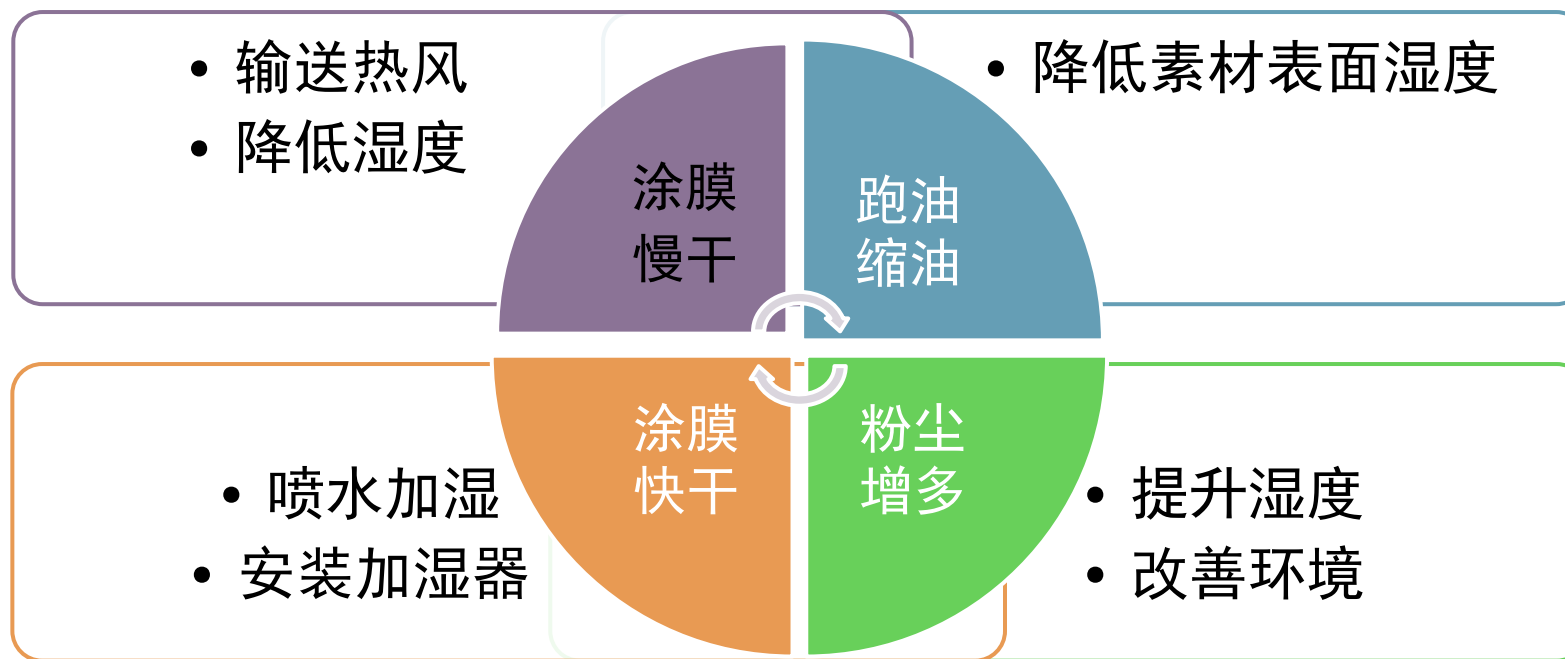 • 输送热风
• 降低湿度
涂膜
慢干
跑油
缩油
• 降低素材表面湿度
• 喷水加湿
• 安装加湿器
涂膜
快干
粉尘
增多
• 提升湿度
• 改善环境